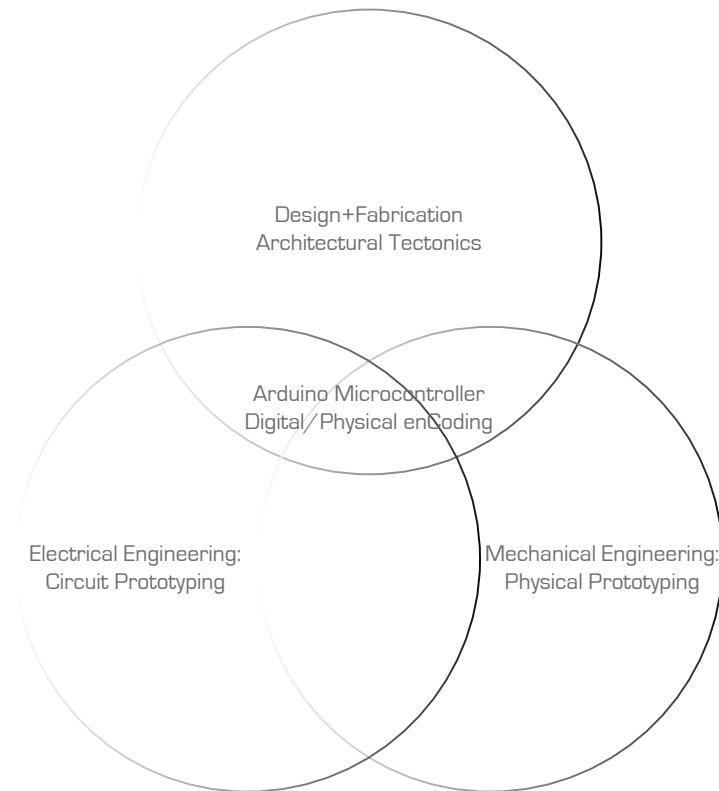 Design+Fabrication
Architectural Tectonics
Arduino Microcontroller
Digital/Physical enCoding
Electrical Engineering:
Circuit Prototyping
Mechanical Engineering:
Physical Prototyping